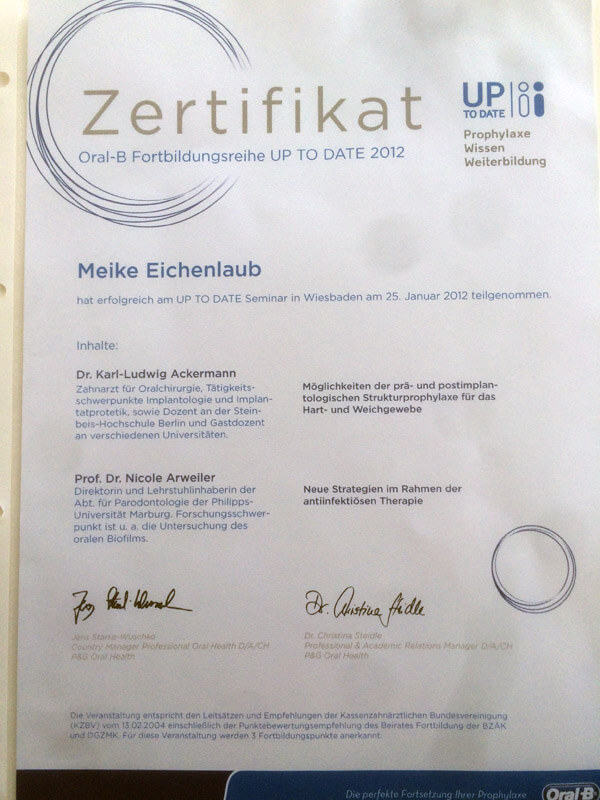 Zertifikat
Oral-B Fortbildungsreihe UP TO DATE 2012
UP
TO DATE
Prophylaxe
Wissen
Weiterbildung
Meike Eichenlaub
hat erfolgreich am UP TO DATE Seminar in Wiesbaden am 25. Januar 2012 teilgenommen.
Inhalte:
Dr. Karl-Ludwig Ackermann
Zahnarzt für Oralchirurgie, Tätigkeits-
schwerpunkte Implantologie und Implan-
tatprotetik, sowie Dozent an der Stein-
beis-Hochschule Berlin und Gastdozent
an verschiedenen Universitäten.
Möglichkeiten der prä- und postimplan-
tologischen Strukturprophylaxe für das
Hart- und Weichgewebe
Prof. Dr. Nicole Arweiler
Direktorin und Lehrstuhlinhaberin der
Abt. für Parodontologie der Philipps-
Universität Marburg. Forschungsschwer-
punkt ist u. a. die Untersuchung des
oralen Biofilms.
Neue Strategien im Rahmen der
antiinfektiösen Therapie
Dr. Christina Steidle
Jens Starke-Wuschko
Country Manager Professional Oral Health D/A/CH
P&G Oral Health
Dr. Christina Steidle
Professional & Academic Relations Manager D/A/CH
P&G Oral Health
Die Veranstaltung entspricht den Leitsätzen und Empfehlungen der Kassenzahnärztlichen Bundesvereinigung
(KZBV) vom 13.02.2004 einschließlich der Punktebewertungsempfehlung des Beirates Fortbildung der BZÄK
und DGZMK. Für diese Veranstaltung werden 3 Fortbildungspunkte anerkannt.
Die perfekte Fortsetzung Ihrer Prophylaxe
Oral-B